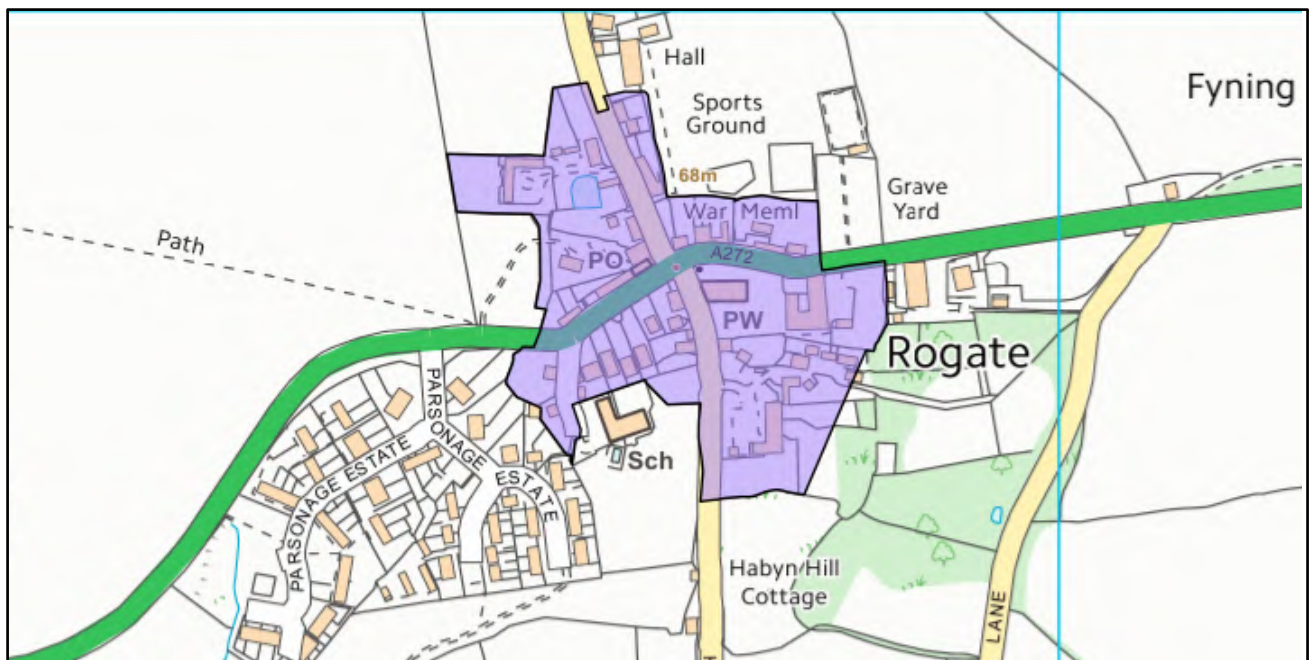 Hall
Fyning
Sports
Ground
68m
Grave
Yard
War Meml
Path
PO
A272
PW
Rogate
PARSONAGE ESTATE
PARSONAGE ESTATE
Sch
Habyn Hill
Cottage
LANE